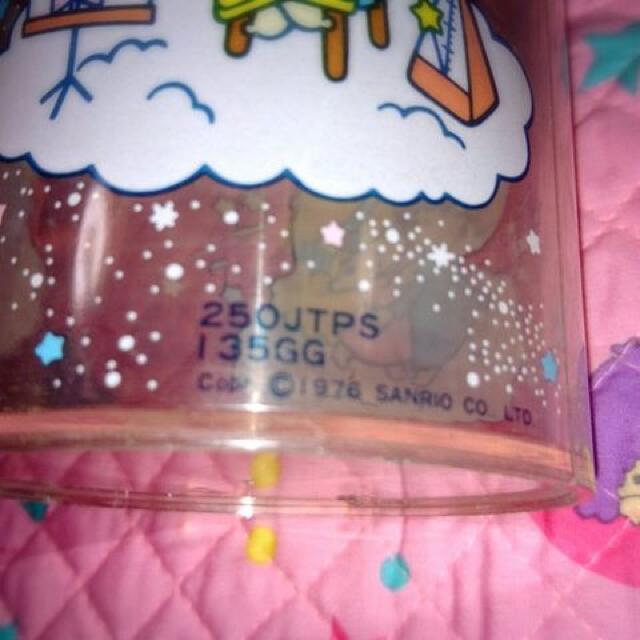 250JTPS
135GG
Copr. ©1976 SANRIO CO. LTD.